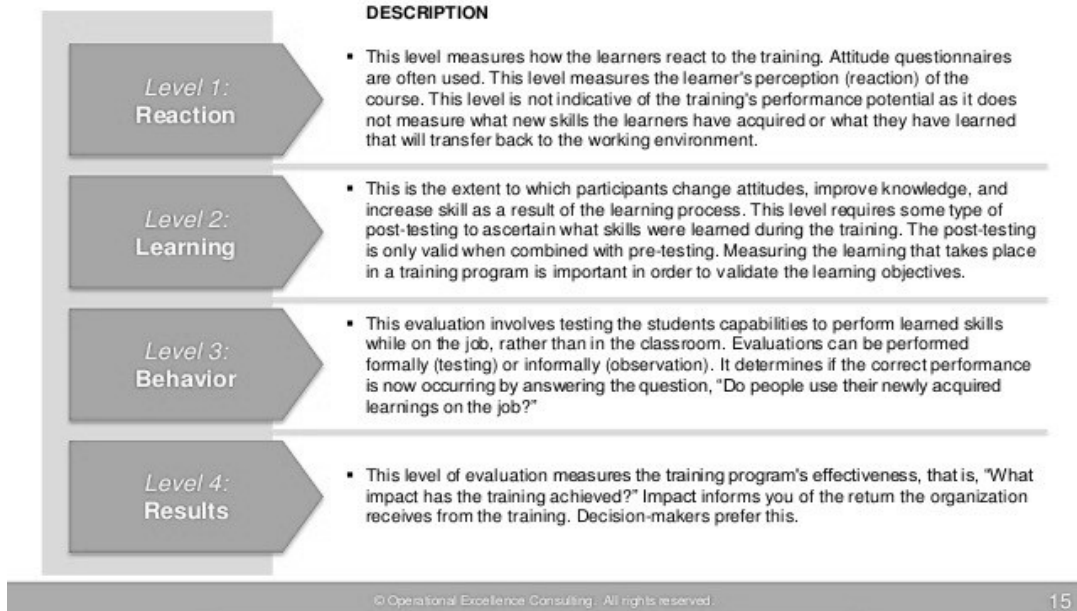 DESCRIPTION
Level 1:
Reaction
▪ This level measures how the learners react to the training. Attitude questionnaires
are often used. This level measures the learner's perception (reaction) of the
course. This level is not indicative of the training's performance potential as it does
not measure what new skills the learners have acquired or what they have learned
that will transfer back to the working environment.
Level 2:
Learning
▪ This is the extent to which participants change attitudes, improve knowledge, and
increase skill as a result of the learning process. This level requires some type of
post-testing to ascertain what skills were learned during the training. The post-testing
is only valid when combined with pre-testing. Measuring the learning that takes place
in a training program is important in order to validate the learning objectives.
Level 3:
Behavior
▪ This evaluation involves testing the students capabilities to perform learned skills
while on the job, rather than in the classroom. Evaluations can be performed
formally (testing) or informally (observation). It determines if the correct performance
is now occurring by answering the question, “Do people use their newly acquired
learnings on the job?”
Level 4:
Results
▪ This level of evaluation measures the training program's effectiveness, that is, “What
impact has the training achieved?” Impact informs you of the return the organization
receives from the training. Decision-makers prefer this.
© Operational Excellence Consulting. All rights reserved.
15